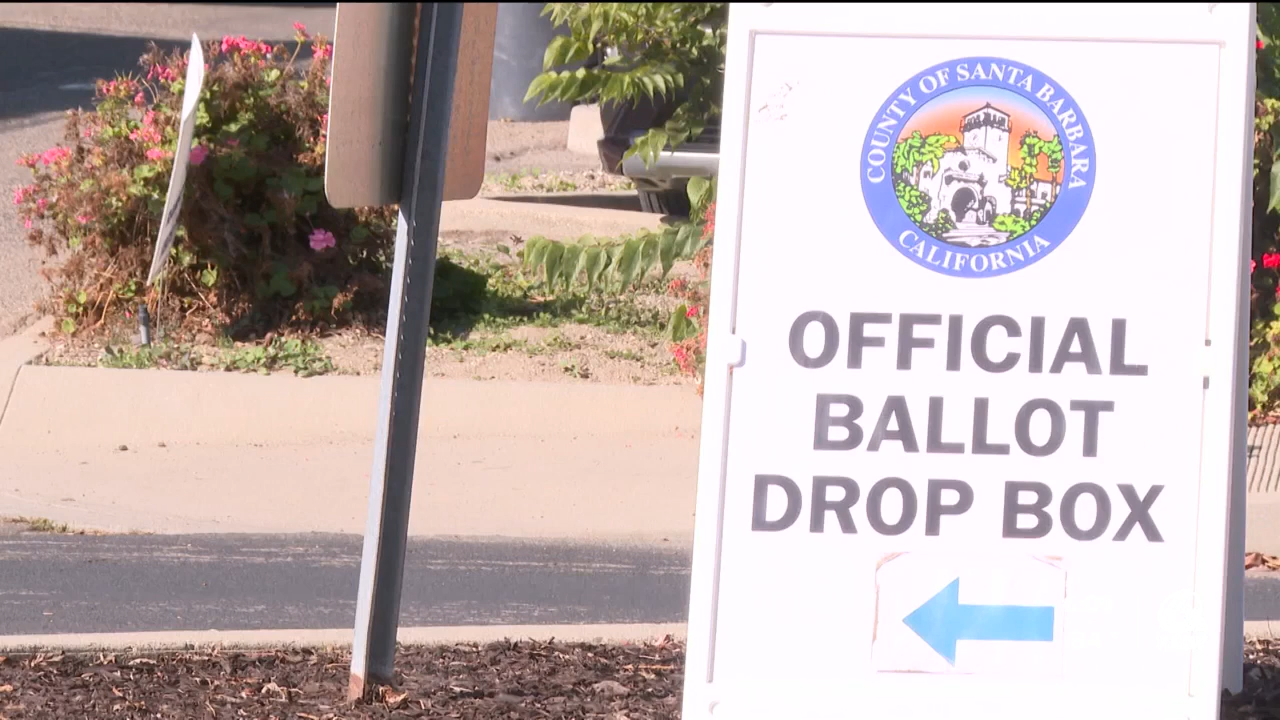 COUNTY OF SANTA BARBARA
CALIFORNIA
OFFICIAL
BALLOT
DROP BOX